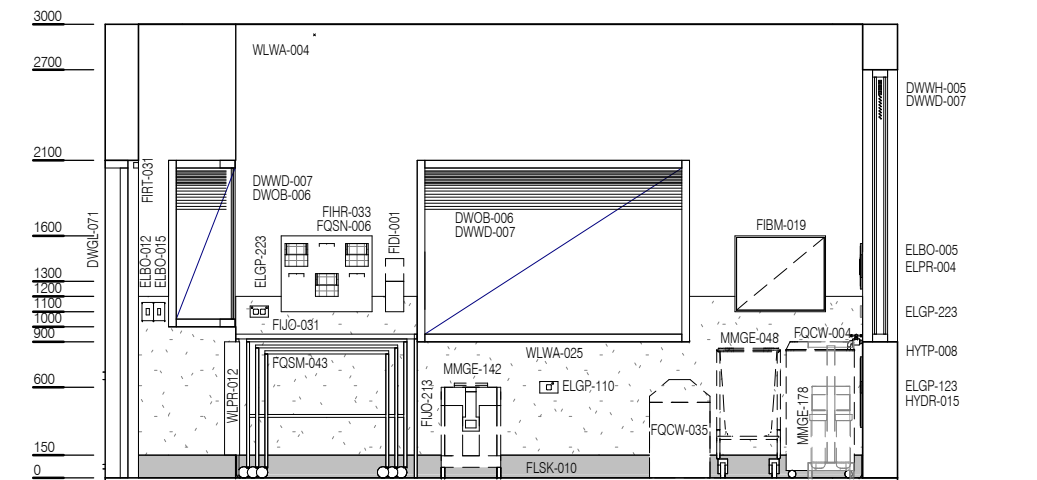 3000
2700
2100
1600
1300
1200
1100
1000
900
600
150
0
WLWA-004
DWWH-005
DWWD-007
FIRT-031
DWGL-071
ELBO-012
ELBO-015
DWWD-007
DWOB-006
FIHR-033
FQSN-006
FIDI-001
ELGP-223
FIJO-031
DWOB-006
DWWD-007
FIBM-019
ELBO-005
ELPR-004
ELGP-223
HYTP-008
ELGP-123
HYDR-015
WLWA-025
MMGE-048
FQCW-004
FQSM-043
MMGE-142
ELGP-110
WLPR-012
FIJO-213
FQCW-035
MMGE-178
FLSK-010